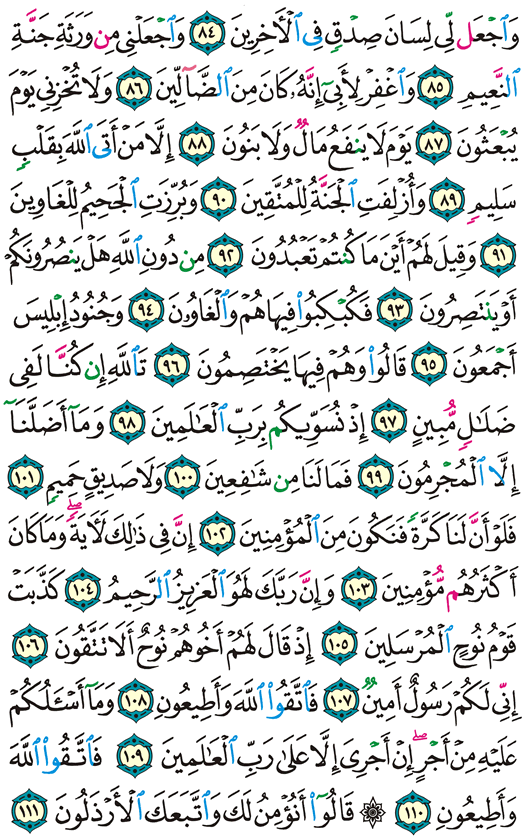 وَٱجْعَل لِّى لِسَانَ صِدْقٍ فِى ٱلْـَٔاخِرِينَ ٨٤ وَٱجْعَلْنِى مِن وَرَثَةِ جَنَّةِ
ٱلنَّعِيمِ ٨٥ وَٱغْفِرْ لِأَبِىٓ إِنَّهُۥ كَانَ مِنَ ٱلضَّآلِّينَ ٨٦ وَلَا تُخْزِنِى يَوْمَ
يُبْعَثُونَ ٨٧ يَوْمَ لَا يَنفَعُ مَالٌ وَلَا بَنُونَ ٨٨ إِلَّا مَنْ أَتَى ٱللَّهَ بِقَلْبٍ
سَلِيمٍ ٨٩ وَأُزْلِفَتِ ٱلْجَنَّةُ لِلْمُتَّقِينَ ٩٠ وَبُرِّزَتِ ٱلْجَحِيمُ لِلْغَاوِينَ
٩١ وَقِيلَ لَهُمْ أَيْنَ مَا كُنتُمْ تَعْبُدُونَ ٩٢ مِن دُونِ ٱللَّهِ هَلْ يَنصُرُونَكُمْ
أَوْ يَنتَصِرُونَ ٩٣ فَكُبْكِبُوا۟ فِيهَا هُمْ وَٱلْغَاوُۥنَ ٩٤ وَجُنُودُ إِبْلِيسَ
أَجْمَعُونَ ٩٥ قَالُوا۟ وَهُمْ فِيهَا يَخْتَصِمُونَ ٩٦ تَٱللَّهِ إِن كُنَّا لَفِى
ضَلَـٰلٍ مُّبِينٍ ٩٧ إِذْ نُسَوِّيكُم بِرَبِّ ٱلْعَـٰلَمِينَ ٩٨ وَمَآ أَضَلَّنَآ
إِلَّا ٱلْمُجْرِمُونَ ٩٩ فَمَا لَنَا مِن شَـٰفِعِينَ ١٠٠ وَلَا صَدِيقٍ حَمِيمٍ ١٠١
فَلَوْ أَنَّ لَنَا كَرَّةً فَنَكُونَ مِنَ ٱلْمُؤْمِنِينَ ١٠٢ إِنَّ فِى ذَٰلِكَ لَـَٔايَةً ۖ وَمَا كَانَ
أَكْثَرُهُم مُّؤْمِنِينَ ١٠٣ وَإِنَّ رَبَّكَ لَهُوَ ٱلْعَزِيزُ ٱلرَّحِيمُ ١٠٤ كَذَّبَتْ
قَوْمُ نُوحٍ ٱلْمُرْسَلِينَ ١٠٥ إِذْ قَالَ لَهُمْ أَخُوهُمْ نُوحٌ أَلَا تَتَّقُونَ ١٠٦
إِنِّى لَكُمْ رَسُولٌ أَمِينٌ ١٠٧ فَٱتَّقُوا۟ ٱللَّهَ وَأَطِيعُونِ ١٠٨ وَمَآ أَسْـَٔلُكُمْ
عَلَيْهِ مِنْ أَجْرٍ ۖ إِنْ أَجْرِىَ إِلَّا عَلَىٰ رَبِّ ٱلْعَـٰلَمِينَ ١٠٩ فَٱتَّقُوا۟ ٱللَّهَ
وَأَطِيعُونِ ١١٠ ۞ قَالُوٓا۟ أَنُؤْمِنُ لَكَ وَٱتَّبَعَكَ ٱلْأَرْذَلُونَ ١١١